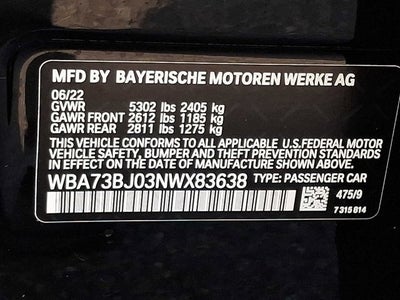 MFD BY BAYERISCHE MOTOREN WERKE AG
06/22
GVWR 5302 lbs 2405 kg
GAWR FRONT 2612 lbs 1185 kg
GAWR REAR 2811 lbs 1275 kg
THIS VEHICLE CONFORMS TO ALL APPLICABLE U.S.FEDERAL MOTOR
VEHICLE SAFETY, BUMPER, AND THEFT PREVENTION STANDARDS
IN EFFECT ON THE DATE OF MANUFACTURE SHOWN ABOVE.
WBA73BJ03NWX83638 TYPE: PASSENGER CAR
475/9
7 315 014